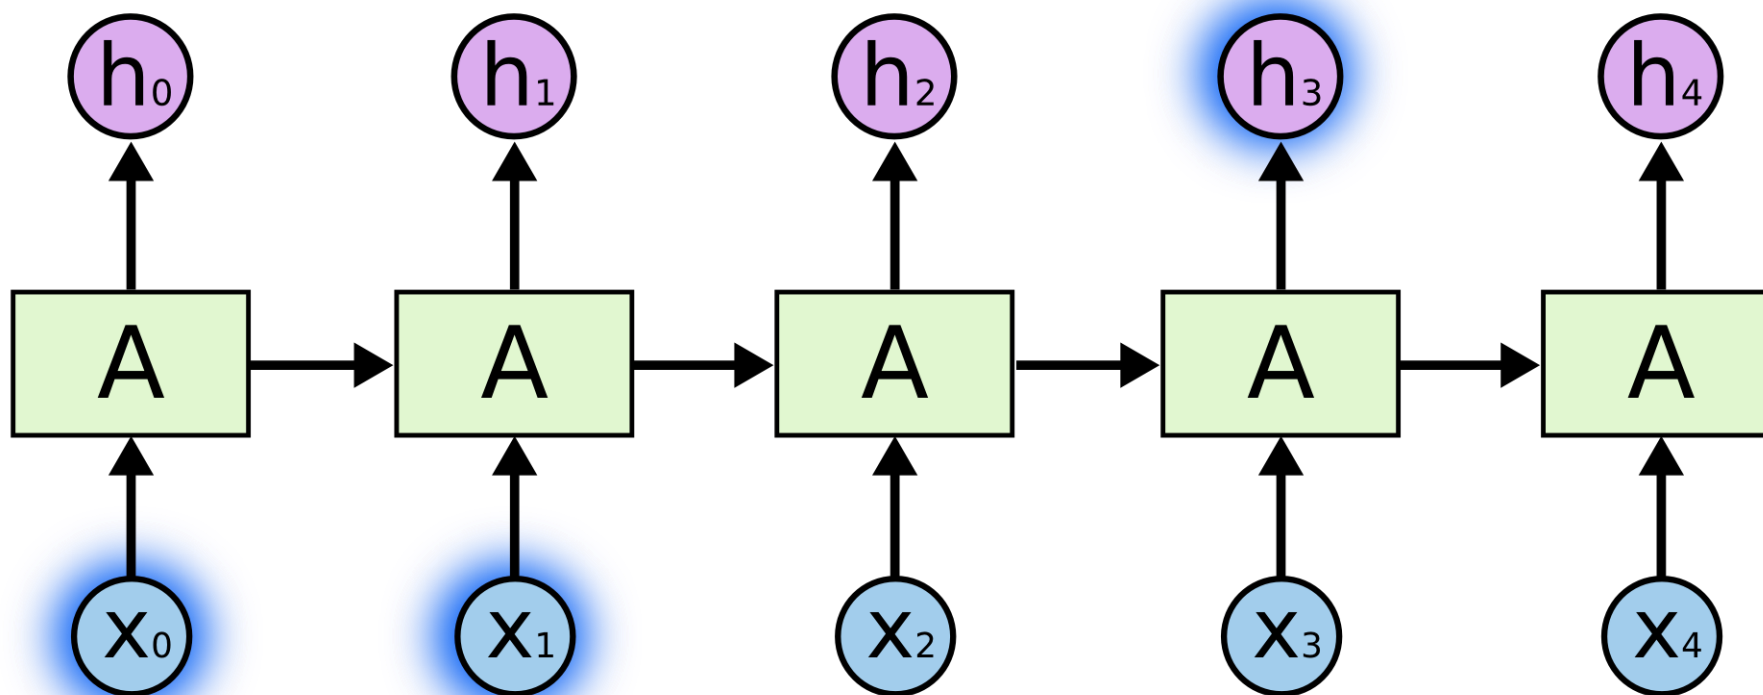 h₀ h₁ h₂ h₃ h₄
A A A A A
x₀ x₁ x₂ x₃ x₄